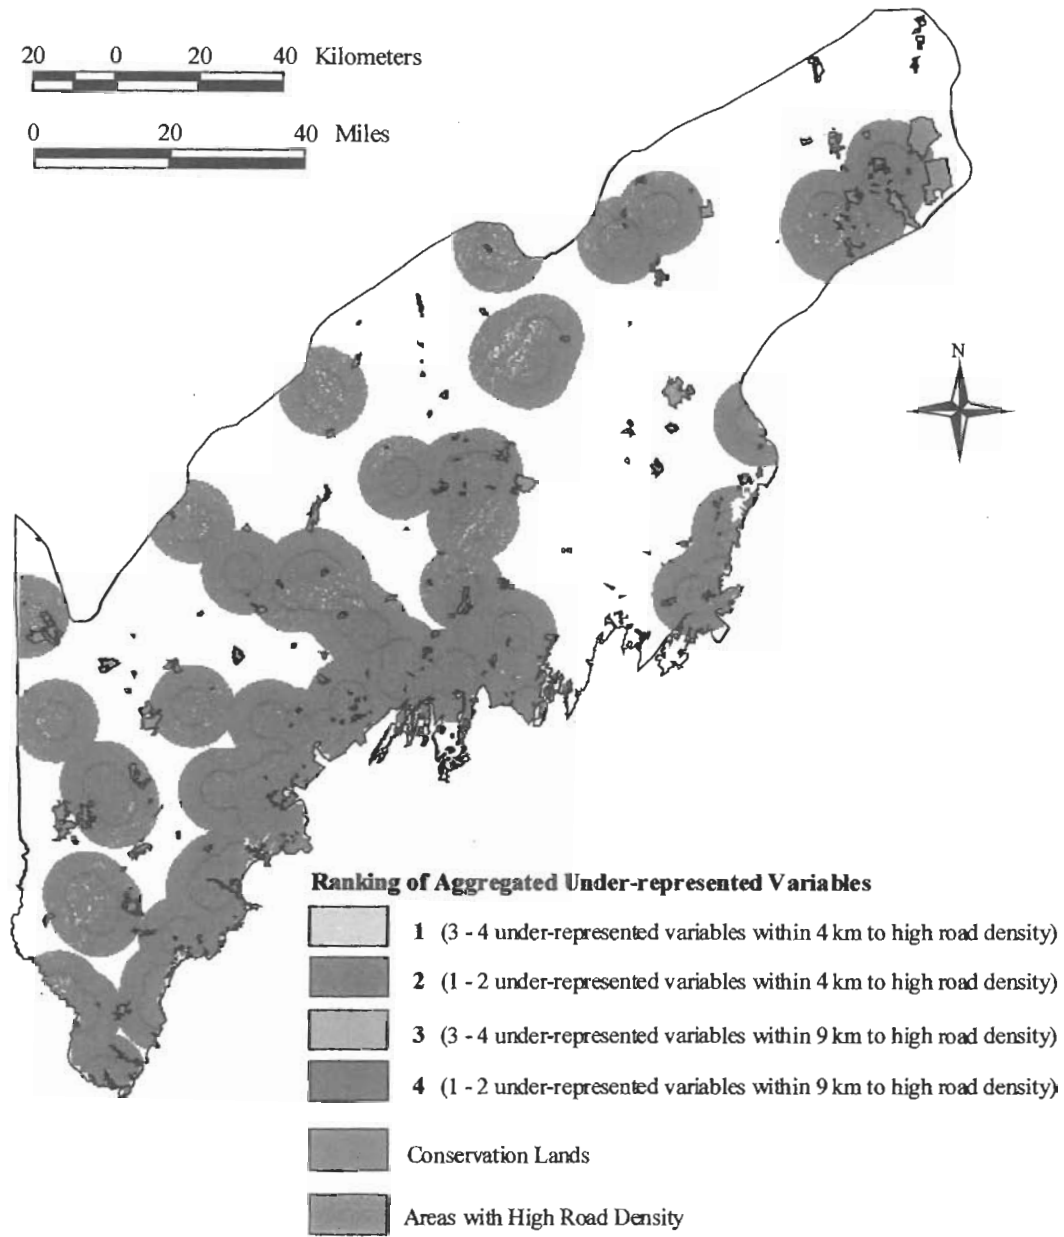 20 0 20 40 Kilometers
0 20 40 Miles
N
Ranking of Aggregated Under-represented Variables
1 (3 - 4 under-represented variables within 4 km to high road density)
2 (1 - 2 under-represented variables within 4 km to high road density)
3 (3 - 4 under-represented variables within 9 km to high road density)
4 (1 - 2 under-represented variables within 9 km to high road density)
Conservation Lands
Areas with High Road Density